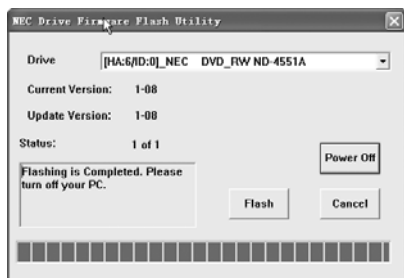 NEC Drive Firmware Flash Utility
Drive [HA:6/ID:0]_NEC DVD_RW ND-4551A
Current Version: 1-08
Update Version: 1-08
Status: 1 of 1
Flashing is Completed. Please
turn off your PC.
Power Off
Flash Cancel